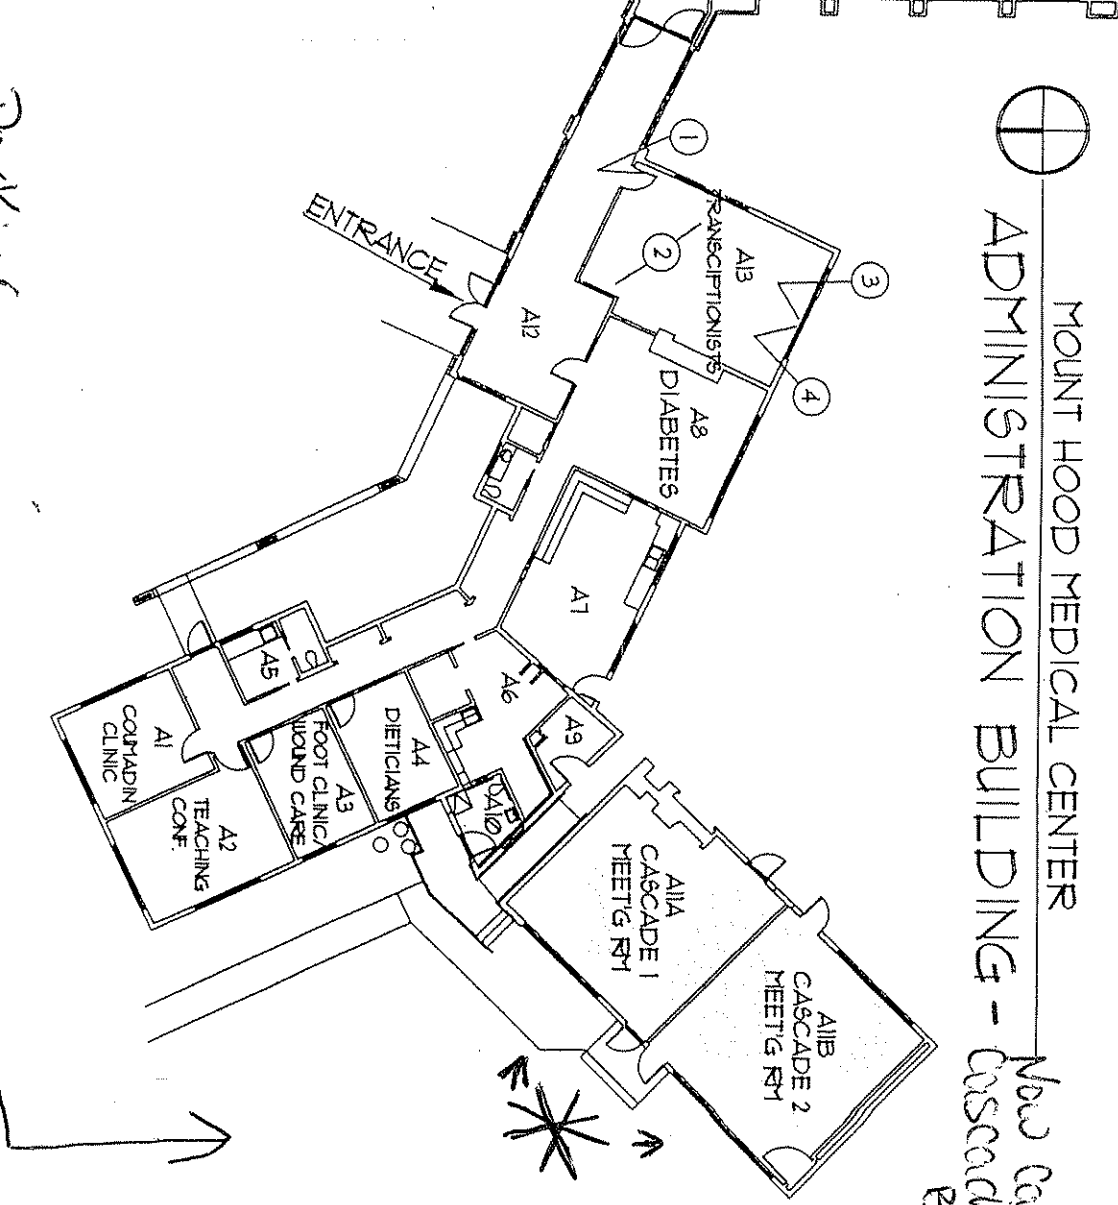 MOUNT HOOD MEDICAL CENTER
ADMINISTRATION BUILDING - Now
1
2
3
4
A13
TRANSCIPTIONISTS
ENTRANCE
A12
A8
DIABETES
A7
A6
A9
A5
A10
A4
DIETICIANS
A3
FOOT CLINIC/
WOUND CARE
A1
COUMADIN
CLINIC
A2
TEACHING
CONF.
A11A
CASCADE 1
MEET'G RM
A11B
CASCADE 2
MEET'G RM